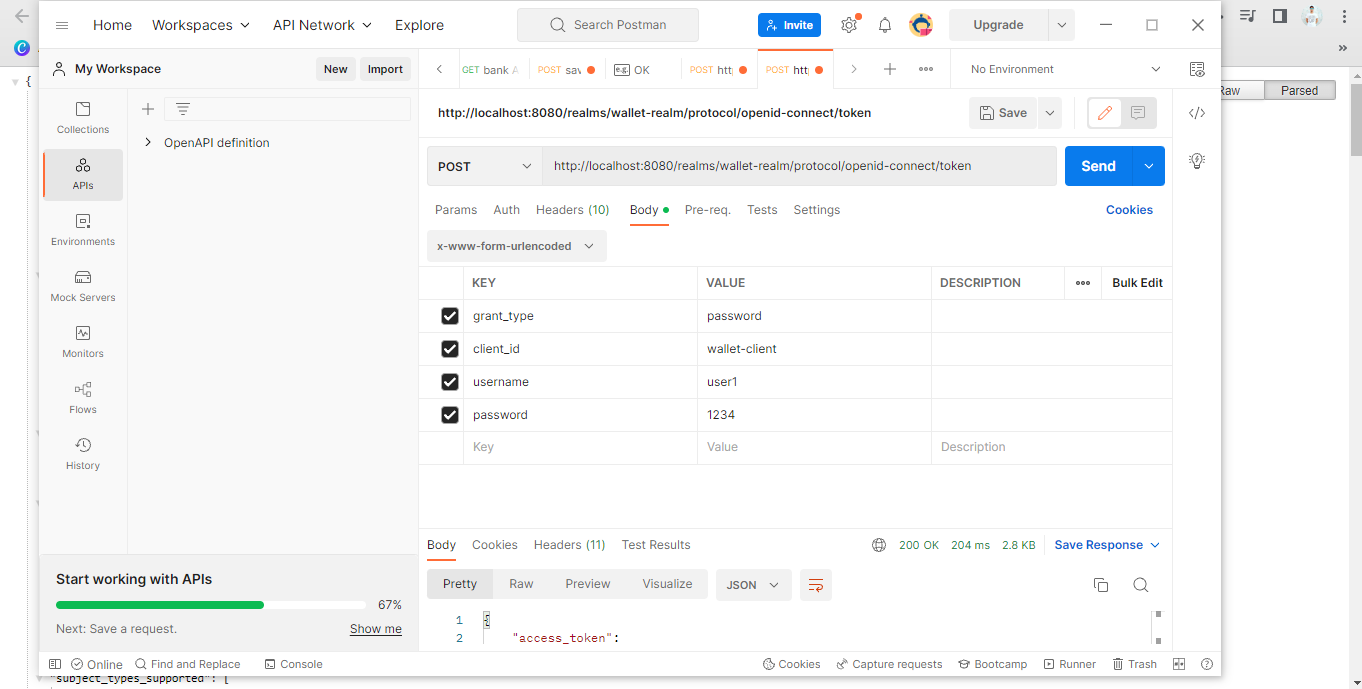 Home Workspaces API Network Explore Search Postman Invite Upgrade
My Workspace New Import GET bank A POST sav e.g. OK POST htt POST htt No Environment
{
Raw Parsed
http://localhost:8080/realms/wallet-realm/protocol/openid-connect/token Save
Collections
OpenAPI definition
POST http://localhost:8080/realms/wallet-realm/protocol/openid-connect/token Send
APIs
Params Auth Headers (10) Body Pre-req. Tests Settings Cookies
Environments
x-www-form-urlencoded
KEY VALUE DESCRIPTION Bulk Edit
Mock Servers
grant_type password
client_id wallet-client
Monitors
username user1
Flows
password 1234
Key Value Description
History
Body Cookies Headers (11) Test Results 200 OK 204 ms 2.8 KB Save Response
Start working with APIs
67%
Next: Save a request. Show me
Pretty Raw Preview Visualize JSON
1 {
2 "access_token":
Online Find and Replace Console Cookies Capture requests Bootcamp Runner Trash
"subject_types_supported": [